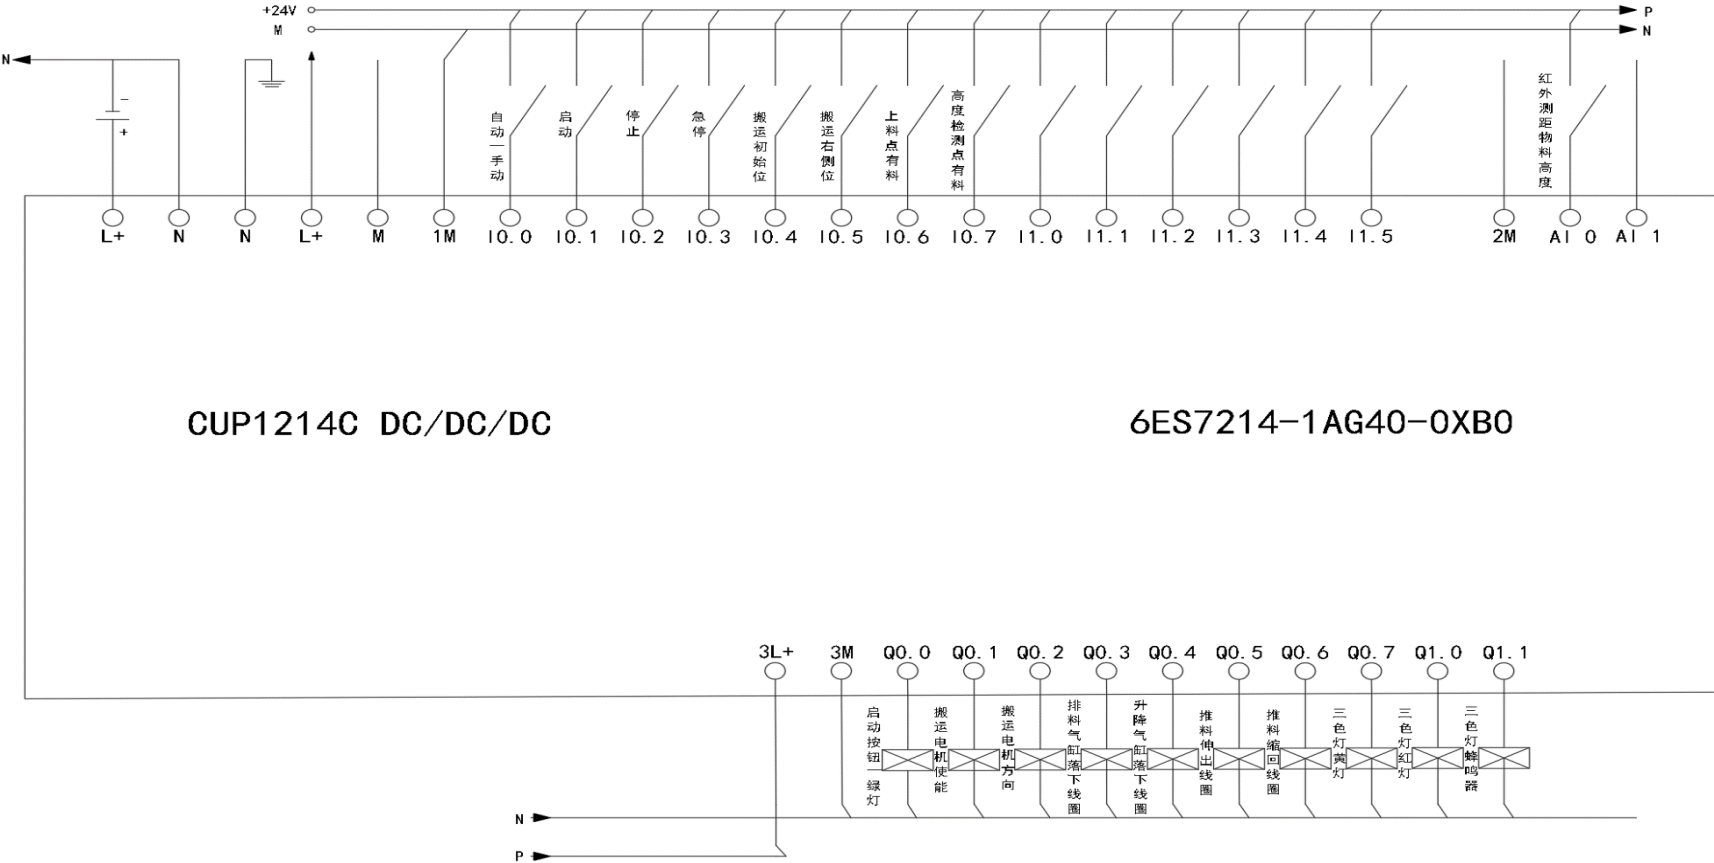 +24V
P
M
N
N
-
+
自动—手动
启动
停止
急停
搬运初始位
搬运右侧位
上料点有料
高度检测点有料
红外测距物料高度
L+ N N L+ M 1M I0.0 I0.1 I0.2 I0.3 I0.4 I0.5 I0.6 I0.7 I1.0 I1.1 I1.2 I1.3 I1.4 I1.5 2M AI 0 AI 1
CUP1214C DC/DC/DC
6ES7214-1AG40-0XB0
3L+ 3M Q0.0 Q0.1 Q0.2 Q0.3 Q0.4 Q0.5 Q0.6 Q0.7 Q1.0 Q1.1
启动按钮—绿灯
搬运电机使能
搬运电机方向
排料气缸落下线圈
升降气缸落下线圈
推料伸出线圈
推料缩回线圈
三色灯黄灯
三色灯红灯
三色灯蜂鸣器
N
P